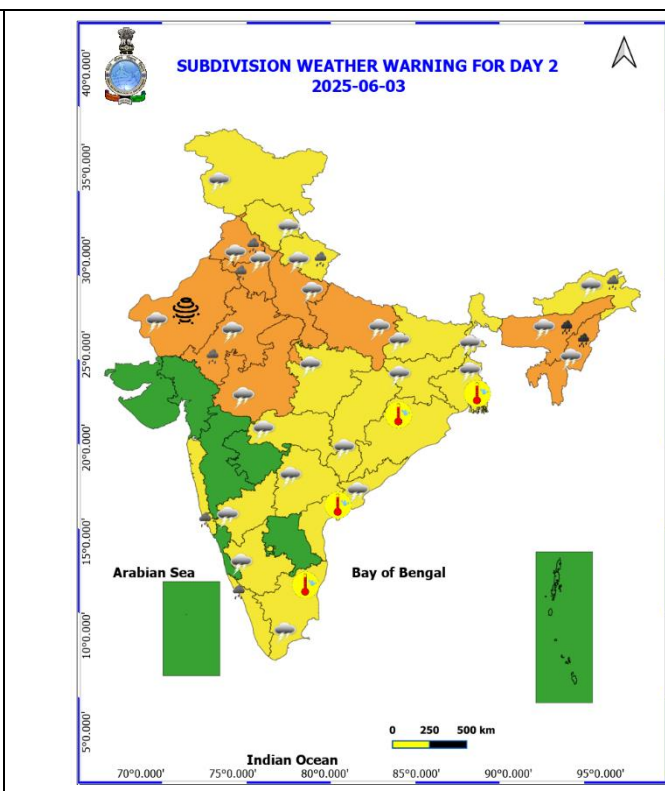 SUBDIVISION WEATHER WARNING FOR DAY 2
2025-06-03
40°0.000'
35°0.000'
30°0.000'
25°0.000'
20°0.000'
15°0.000'
10°0.000'
5°0.000'
Arabian Sea
Bay of Bengal
0 250 500 km
Indian Ocean
70°0.000' 75°0.000' 80°0.000' 85°0.000' 90°0.000' 95°0.000'